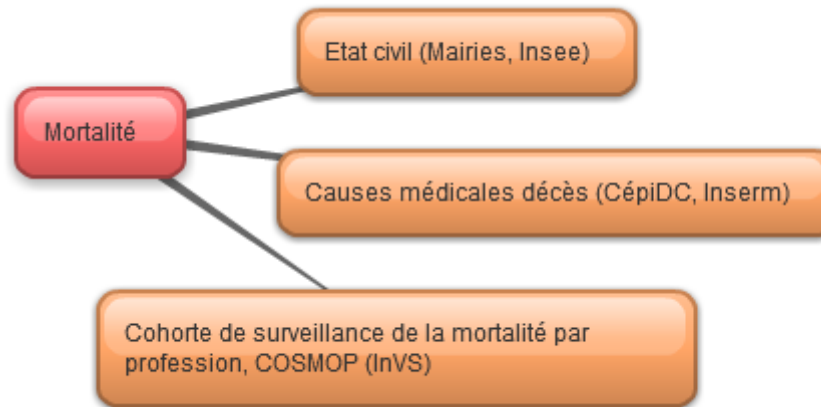 Etat civil (Mairies, Insee)
Mortalité
Causes médicales décès (CépiDC, Inserm)
Cohorte de surveillance de la mortalité par
profession, COSMOP (InVS)